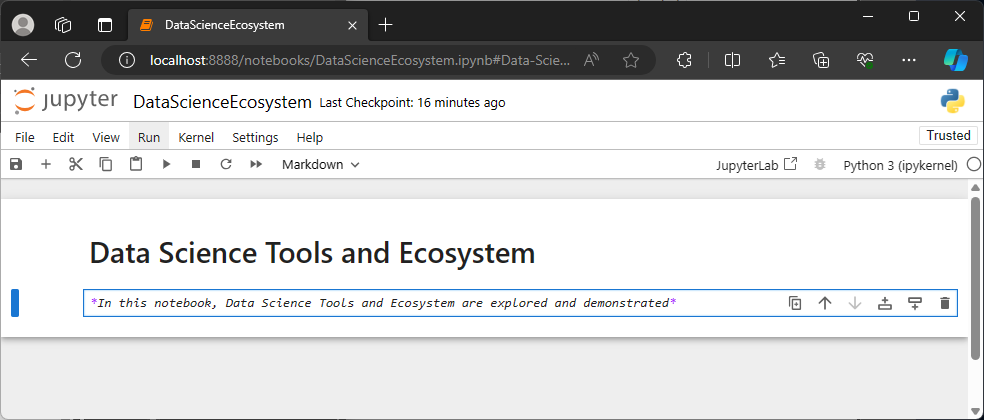 DataScienceEcosystem
localhost:8888/notebooks/DataScienceEcosystem.ipynb#Data-Scie...
jupyter DataScienceEcosystem Last Checkpoint: 16 minutes ago
File Edit View Run Kernel Settings Help Trusted
Markdown JupyterLab Python 3 (ipykernel)
Data Science Tools and Ecosystem
*In this notebook, Data Science Tools and Ecosystem are explored and demonstrated*